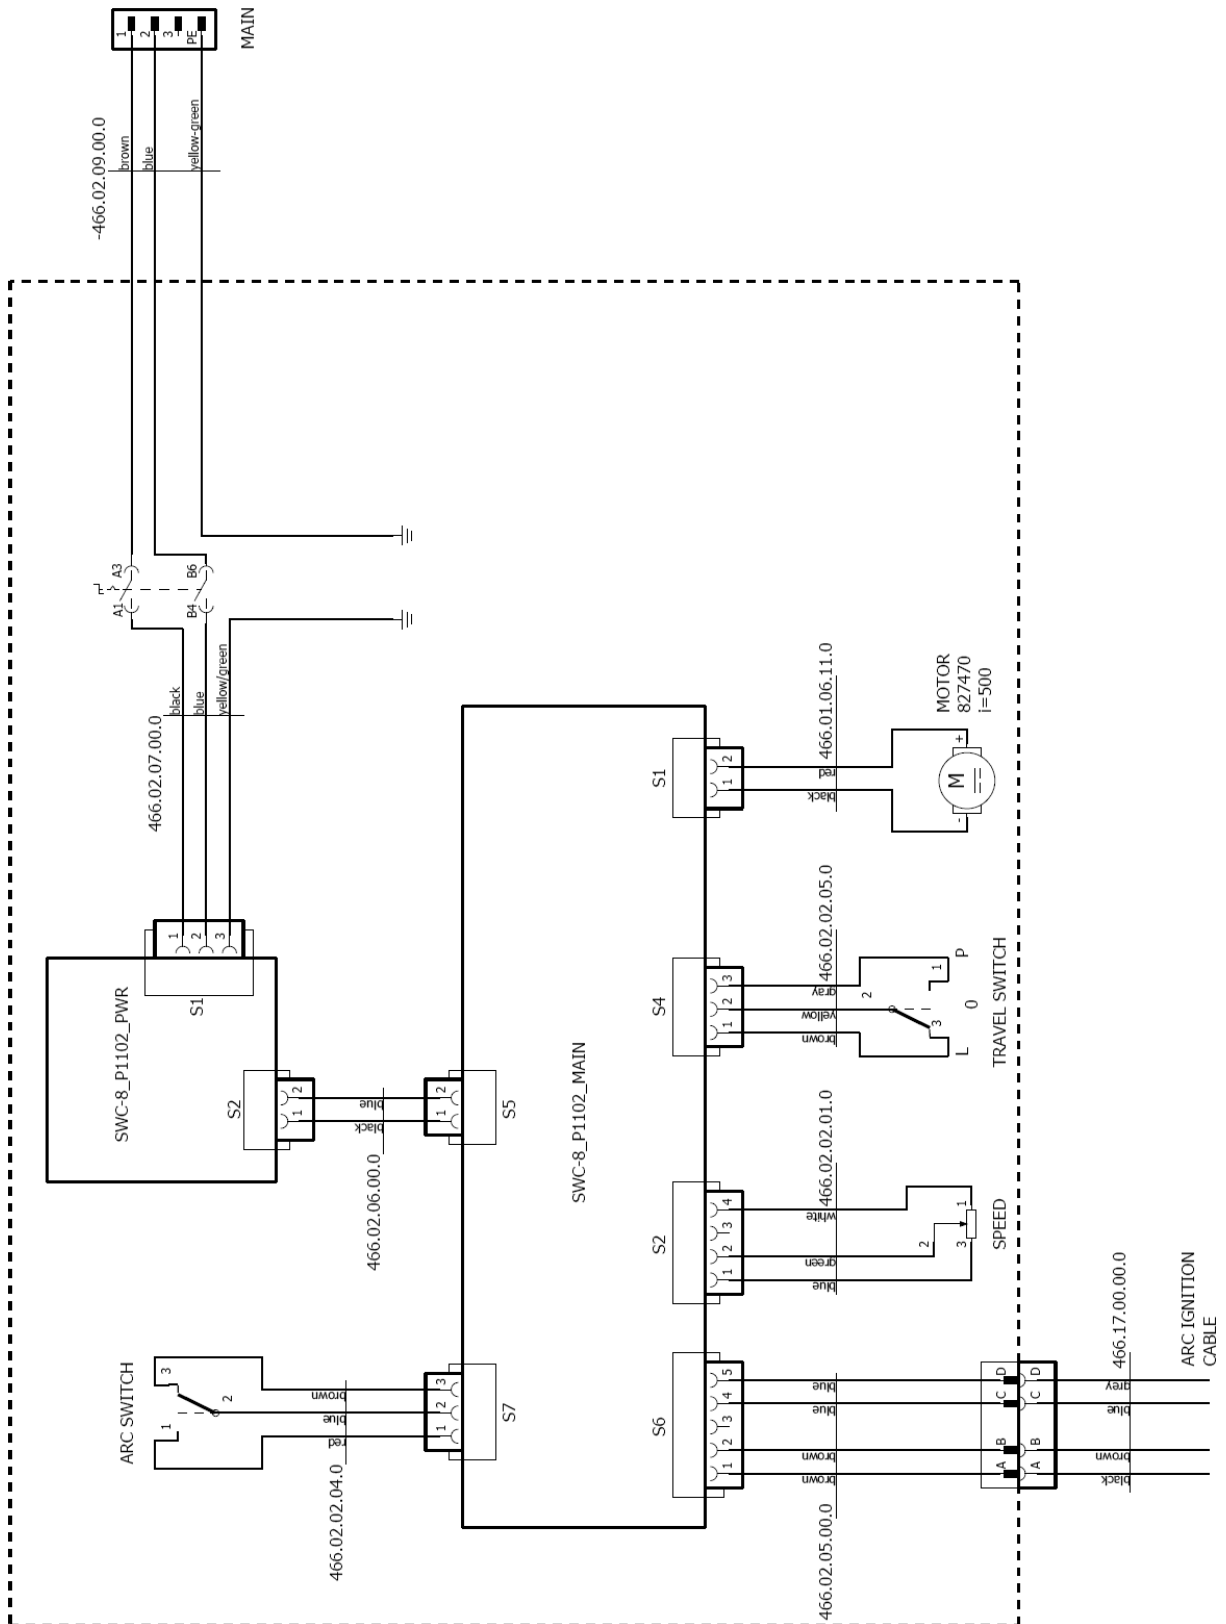 MAIN
1
2
3
PE
-466.02.09.00.0
brown
blue
yellow-green
A3
A1
B6
B4
466.02.07.00.0
black
blue
yellow/green
SWC-8_P1102_PWR
S1
1
2
3
S2
1
2
black
blue
466.02.06.00.0
S5
1
2
SWC-8_P1102_MAIN
ARC SWITCH
1
2
3
red
blue
brown
466.02.02.04.0
S7
1
2
3
S6
1
2
3
4
5
brown
brown
blue
blue
466.02.05.00.0
A
B
C
D
A
B
C
D
black
brown
blue
grey
466.17.00.00.0
ARC IGNITION
CABLE
S2
1
2
3
4
blue
green
white
466.02.02.01.0
1
2
3
SPEED
S4
1
2
3
brown
yellow
gray
466.02.02.05.0
1
2
3
L
0
P
TRAVEL SWITCH
S1
1
2
black
red
466.01.06.11.0
-
+
M
MOTOR
827470
i=500